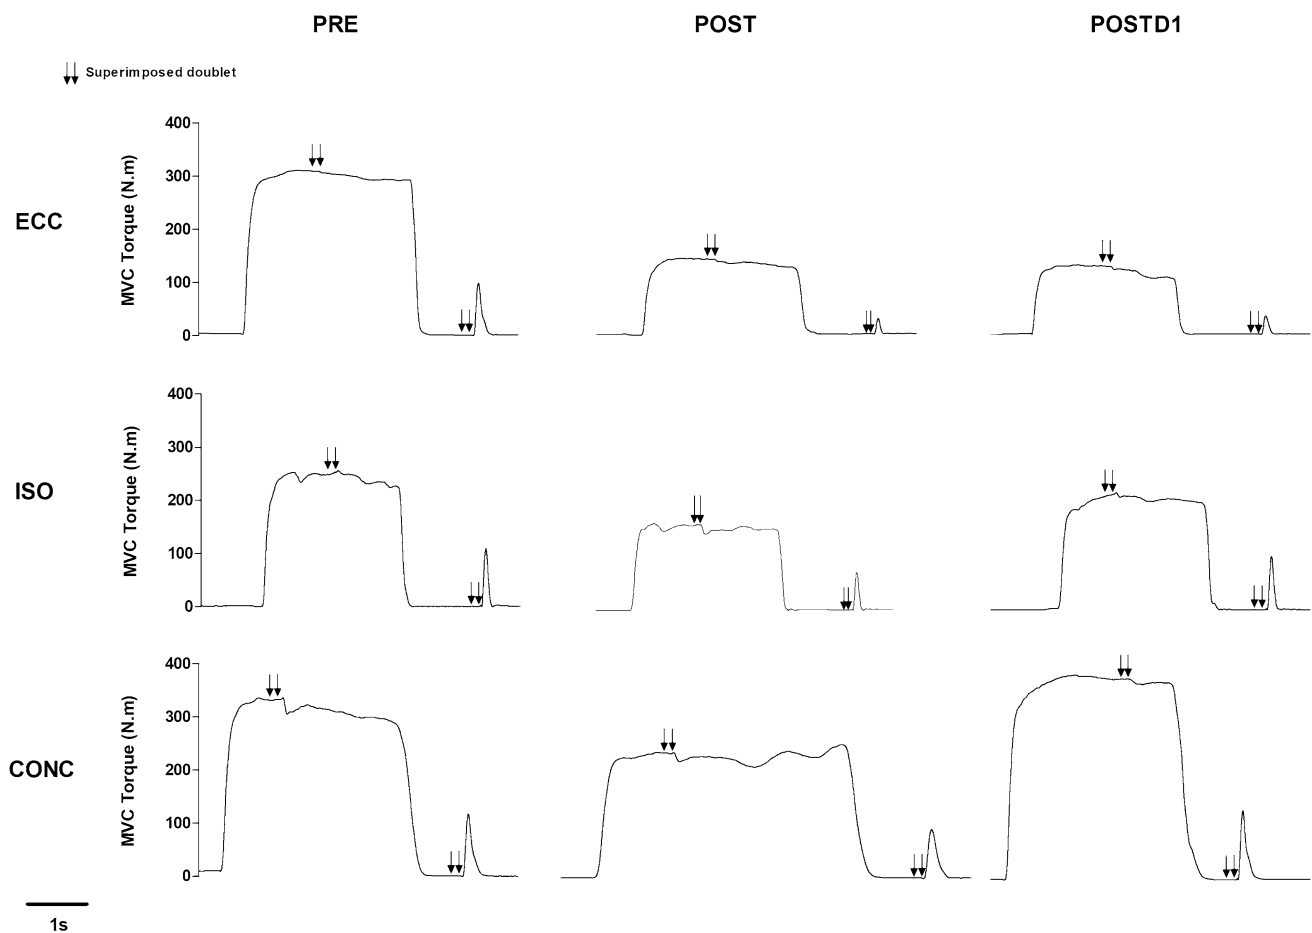 PRE POST POSTD1
Superimposed doublet
ECC
MVC Torque (N.m)
400
300
200
100
0
ISO
MVC Torque (N.m)
400
300
200
100
0
CONC
MVC Torque (N.m)
400
300
200
100
0
1s